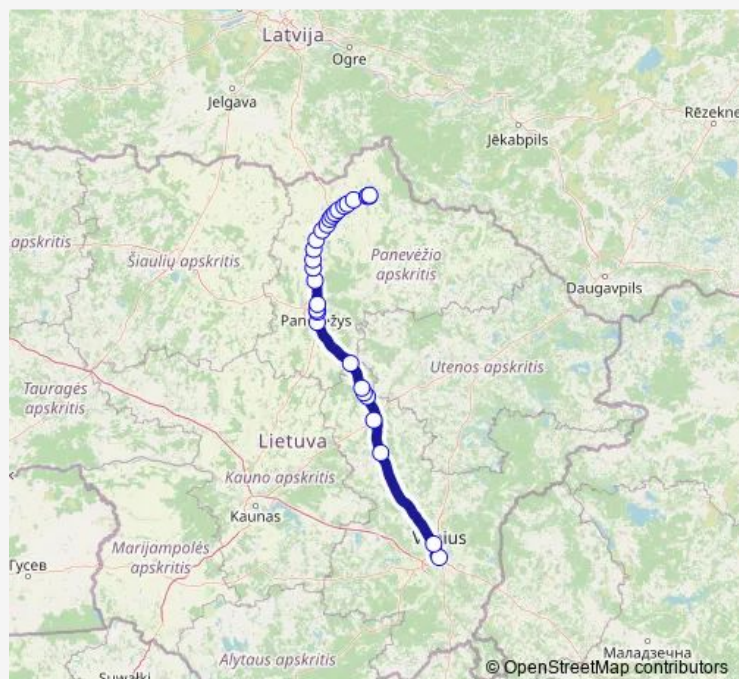 Latvija
Ogre
Jelgava
Rēzekne
Jēkabpils
apskritis
Šiaulių apskritis
Panevėžio
apskritis
Daugavpils
Utenos apskritis
Tauragės
apskritis
Lietuva
Kauno apskritis
Kaunas
Marijampolės
apskritis
Гусев
Маладзечна
Alytaus apskritis
Suwałki
© OpenStreetMap contributors